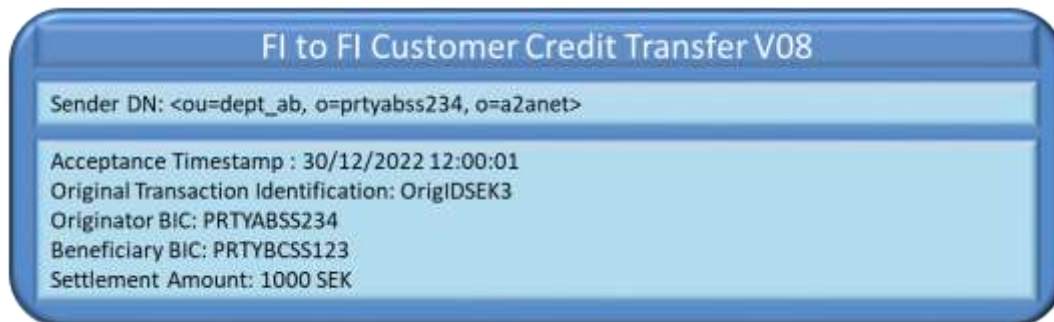 FI to FI Customer Credit Transfer V08
Sender DN: <ou=dept_ab, o=prtyabss234, o=a2anet>
Acceptance Timestamp : 30/12/2022 12:00:01
Original Transaction Identification: OrigIDSEK3
Originator BIC: PRTYABSS234
Beneficiary BIC: PRTYBCSS123
Settlement Amount: 1000 SEK